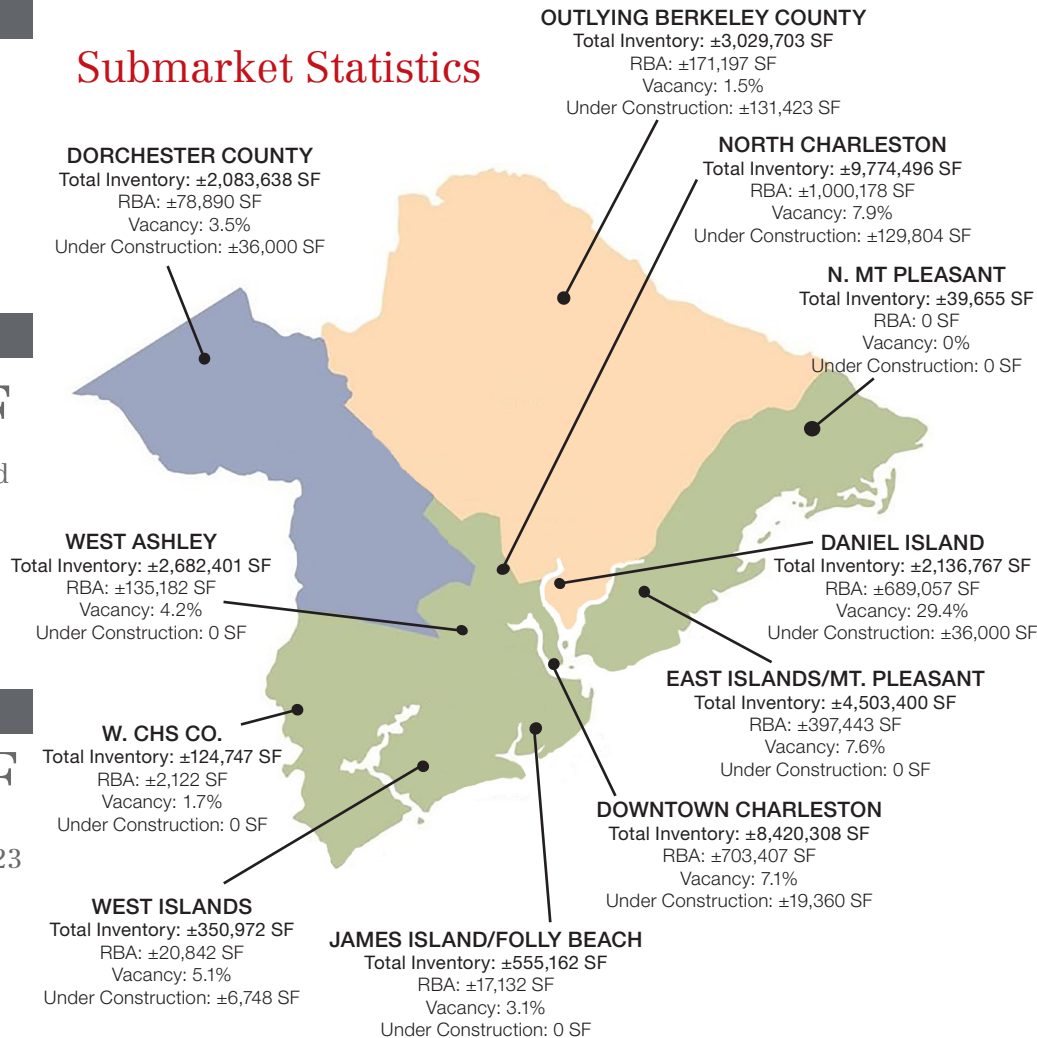 Submarket Statistics
OUTLYING BERKELEY COUNTY
Total Inventory: ±3,029,703 SF
RBA: ±171,197 SF
Vacancy: 1.5%
Under Construction: ±131,423 SF
DORCHESTER COUNTY
Total Inventory: ±2,083,638 SF
RBA: ±78,890 SF
Vacancy: 3.5%
Under Construction: ±36,000 SF
NORTH CHARLESTON
Total Inventory: ±9,774,496 SF
RBA: ±1,000,178 SF
Vacancy: 7.9%
Under Construction: ±129,804 SF
N. MT PLEASANT
Total Inventory: ±39,655 SF
RBA: 0 SF
Vacancy: 0%
Under Construction: 0 SF
F
d
WEST ASHLEY
Total Inventory: ±2,682,401 SF
RBA: ±135,182 SF
Vacancy: 4.2%
Under Construction: 0 SF
DANIEL ISLAND
Total Inventory: ±2,136,767 SF
RBA: ±689,057 SF
Vacancy: 29.4%
Under Construction: ±36,000 SF
EAST ISLANDS/MT. PLEASANT
Total Inventory: ±4,503,400 SF
RBA: ±397,443 SF
Vacancy: 7.6%
Under Construction: 0 SF
W. CHS CO.
Total Inventory: ±124,747 SF
RBA: ±2,122 SF
Vacancy: 1.7%
Under Construction: 0 SF
F
23
DOWNTOWN CHARLESTON
Total Inventory: ±8,420,308 SF
RBA: ±703,407 SF
Vacancy: 7.1%
Under Construction: ±19,360 SF
WEST ISLANDS
Total Inventory: ±350,972 SF
RBA: ±20,842 SF
Vacancy: 5.1%
Under Construction: ±6,748 SF
JAMES ISLAND/FOLLY BEACH
Total Inventory: ±555,162 SF
RBA: ±17,132 SF
Vacancy: 3.1%
Under Construction: 0 SF